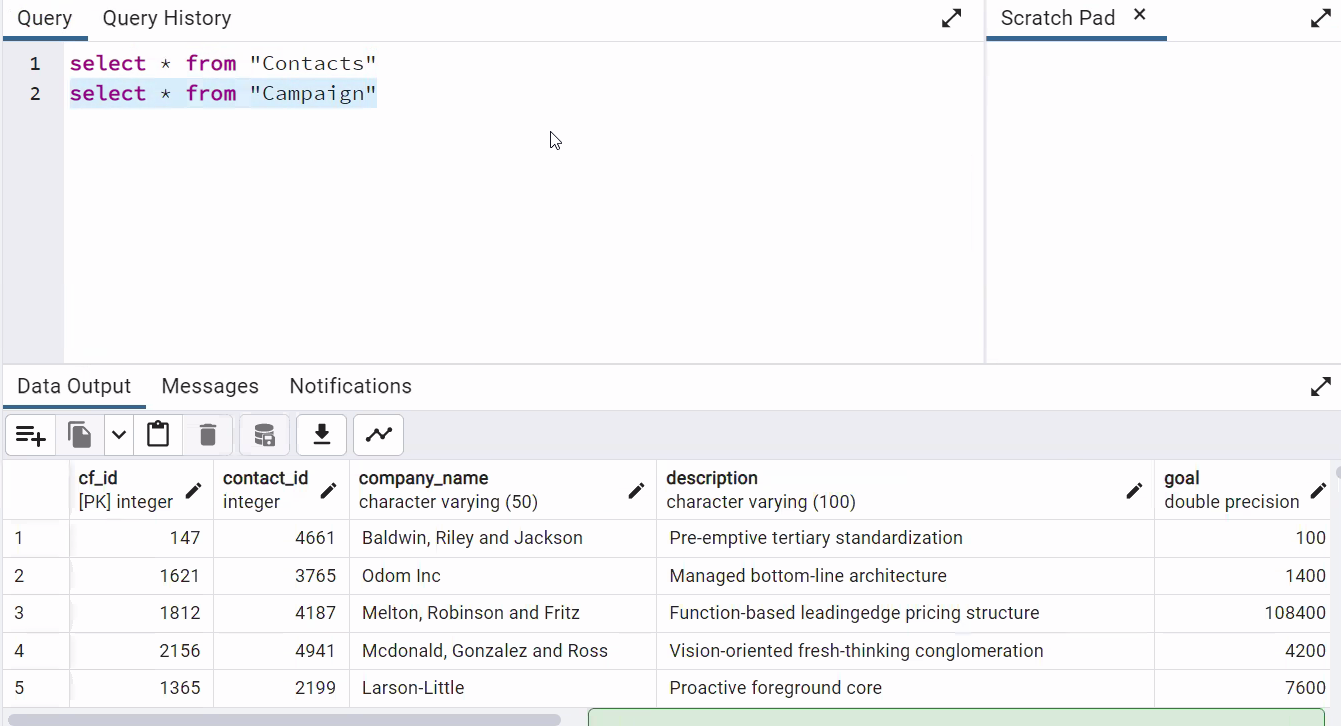 Query Query History Scratch Pad ×
1 select * from "Contacts"
2 select * from "Campaign"
Data Output Messages Notifications
cf_id contact_id company_name description goal
[PK] integer integer character varying (50) character varying (100) double precision
1 147 4661 Baldwin, Riley and Jackson Pre-emptive tertiary standardization 100
2 1621 3765 Odom Inc Managed bottom-line architecture 1400
3 1812 4187 Melton, Robinson and Fritz Function-based leadingedge pricing structure 108400
4 2156 4941 Mcdonald, Gonzalez and Ross Vision-oriented fresh-thinking conglomeration 4200
5 1365 2199 Larson-Little Proactive foreground core 7600